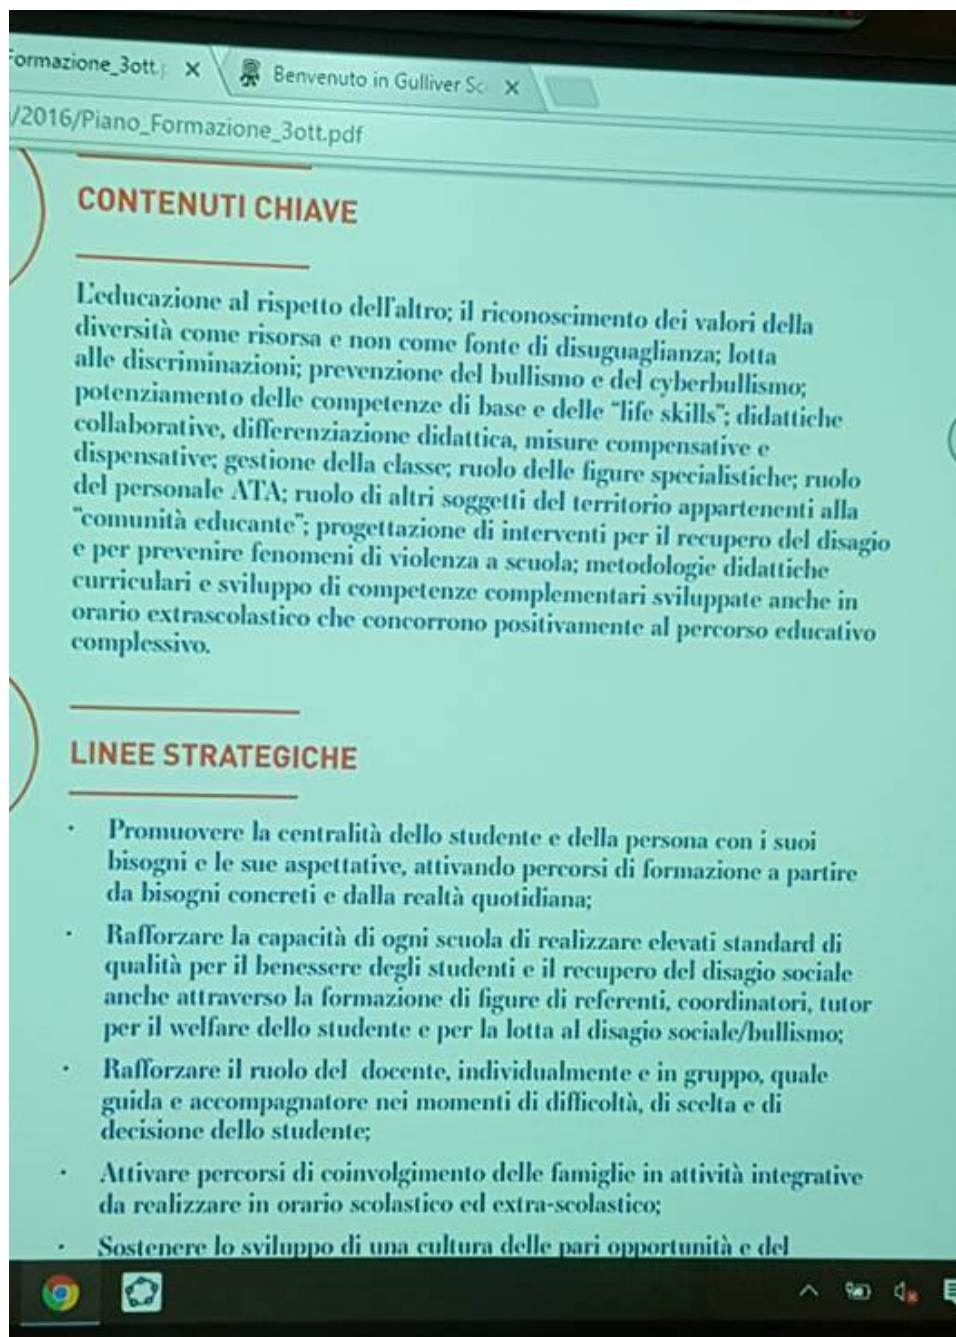 ormazione_3ott.p
Benvenuto in Gulliver Sc
/2016/Piano_Formazione_3ott.pdf
CONTENUTI CHIAVE
L'educazione al rispetto dell'altro; il riconoscimento dei valori della
diversità come risorsa e non come fonte di disuguaglianza; lotta
alle discriminazioni; prevenzione del bullismo e del cyberbullismo;
potenziamento delle competenze di base e delle "life skills"; didattiche
collaborative, differenziazione didattica, misure compensative e
dispensative; gestione della classe; ruolo delle figure specialistiche; ruolo
del personale ATA; ruolo di altri soggetti del territorio appartenenti alla
"comunità educante"; progettazione di interventi per il recupero del disagio
e per prevenire fenomeni di violenza a scuola; metodologie didattiche
curriculari e sviluppo di competenze complementari sviluppate anche in
orario extrascolastico che concorrono positivamente al percorso educativo
complessivo.
LINEE STRATEGICHE
· Promuovere la centralità dello studente e della persona con i suoi
bisogni e le sue aspettative, attivando percorsi di formazione a partire
da bisogni concreti e dalla realtà quotidiana;
· Rafforzare la capacità di ogni scuola di realizzare elevati standard di
qualità per il benessere degli studenti e il recupero del disagio sociale
anche attraverso la formazione di figure di referenti, coordinatori, tutor
per il welfare dello studente e per la lotta al disagio sociale/bullismo;
· Rafforzare il ruolo del docente, individualmente e in gruppo, quale
guida e accompagnatore nei momenti di difficoltà, di scelta e di
decisione dello studente;
· Attivare percorsi di coinvolgimento delle famiglie in attività integrative
da realizzare in orario scolastico ed extra-scolastico;
· Sostenere lo sviluppo di una cultura delle pari opportunità e del